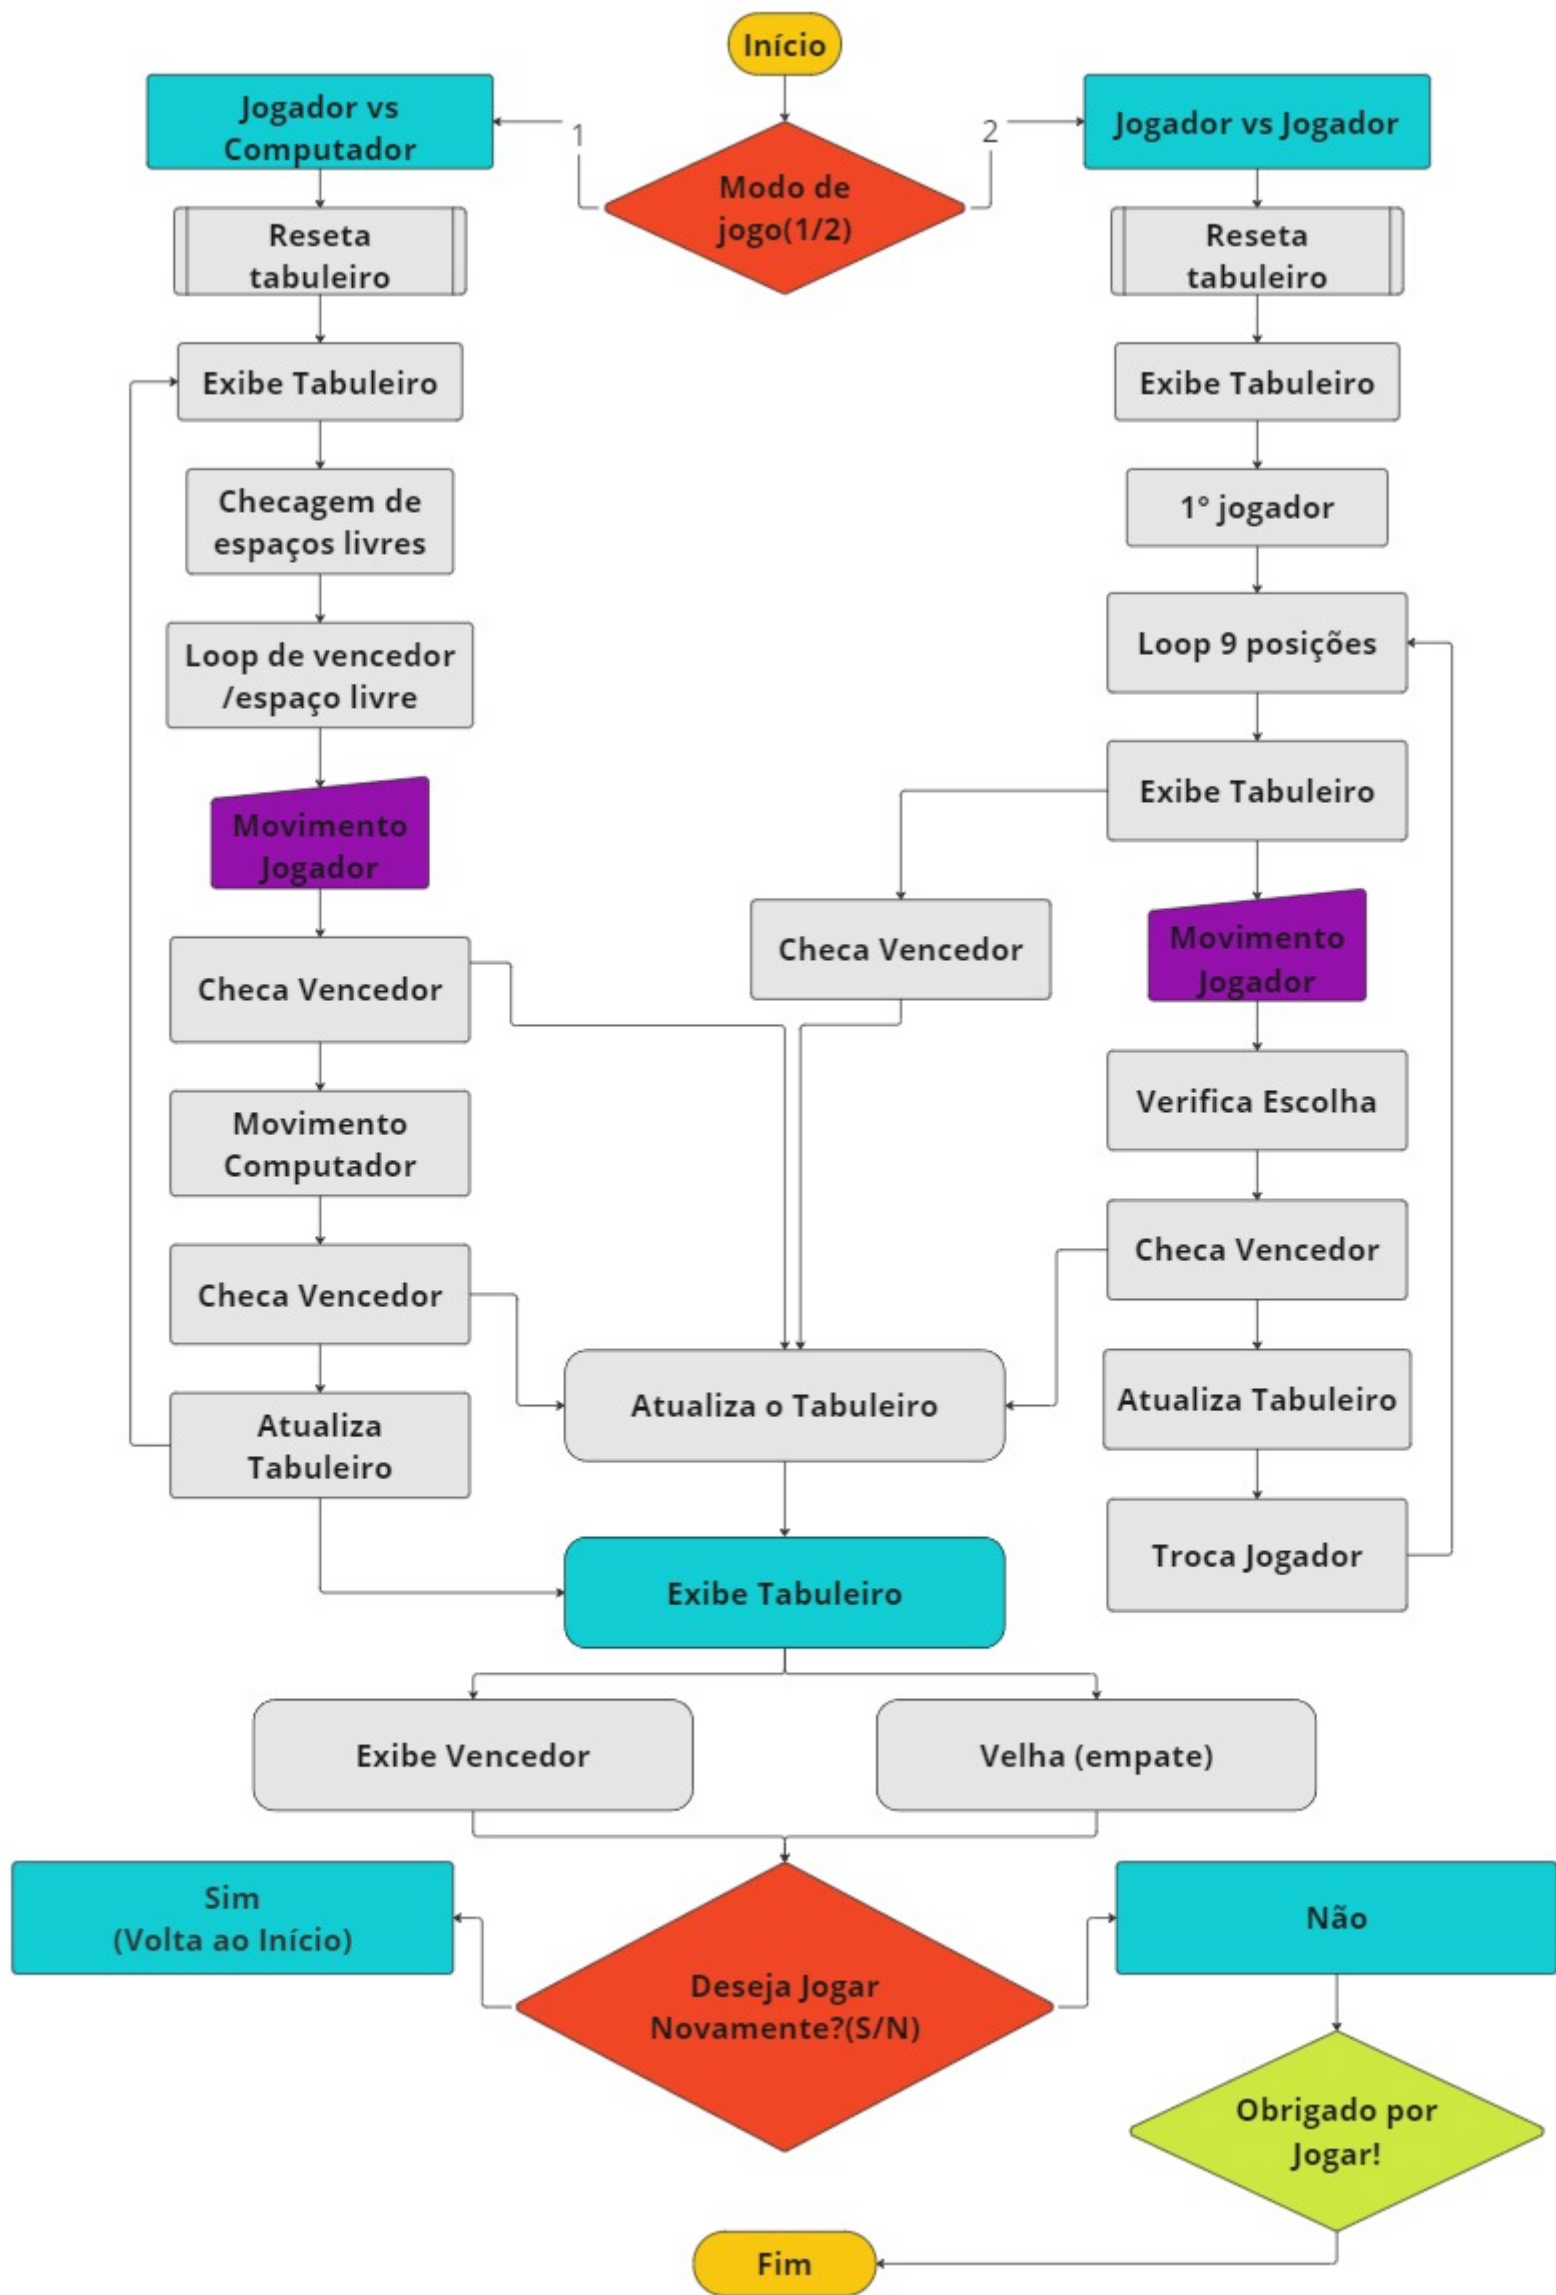 Início
Jogador vs
Computador
1
Modo de
jogo(1/2)
2
Jogador vs Jogador
Reseta
tabuleiro
Exibe Tabuleiro
Checagem de
espaços livres
Loop de vencedor
/espaço livre
Movimento
Jogador
Checa Vencedor
Movimento
Computador
Checa Vencedor
Atualiza
Tabuleiro
Reseta
tabuleiro
Exibe Tabuleiro
1° jogador
Loop 9 posições
Exibe Tabuleiro
Checa Vencedor
Movimento
Jogador
Verifica Escolha
Checa Vencedor
Atualiza Tabuleiro
Troca Jogador
Atualiza o Tabuleiro
Exibe Tabuleiro
Exibe Vencedor
Velha (empate)
Deseja Jogar
Novamente?(S/N)
Sim
(Volta ao Início)
Não
Obrigado por
Jogar!
Fim